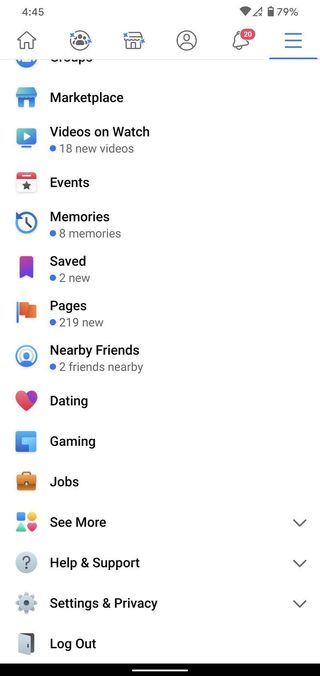 4:45
79%
20
Groups
Marketplace
Videos on Watch
18 new videos
Events
Memories
8 memories
Saved
2 new
Pages
219 new
Nearby Friends
2 friends nearby
Dating
Gaming
Jobs
See More
Help & Support
Settings & Privacy
Log Out